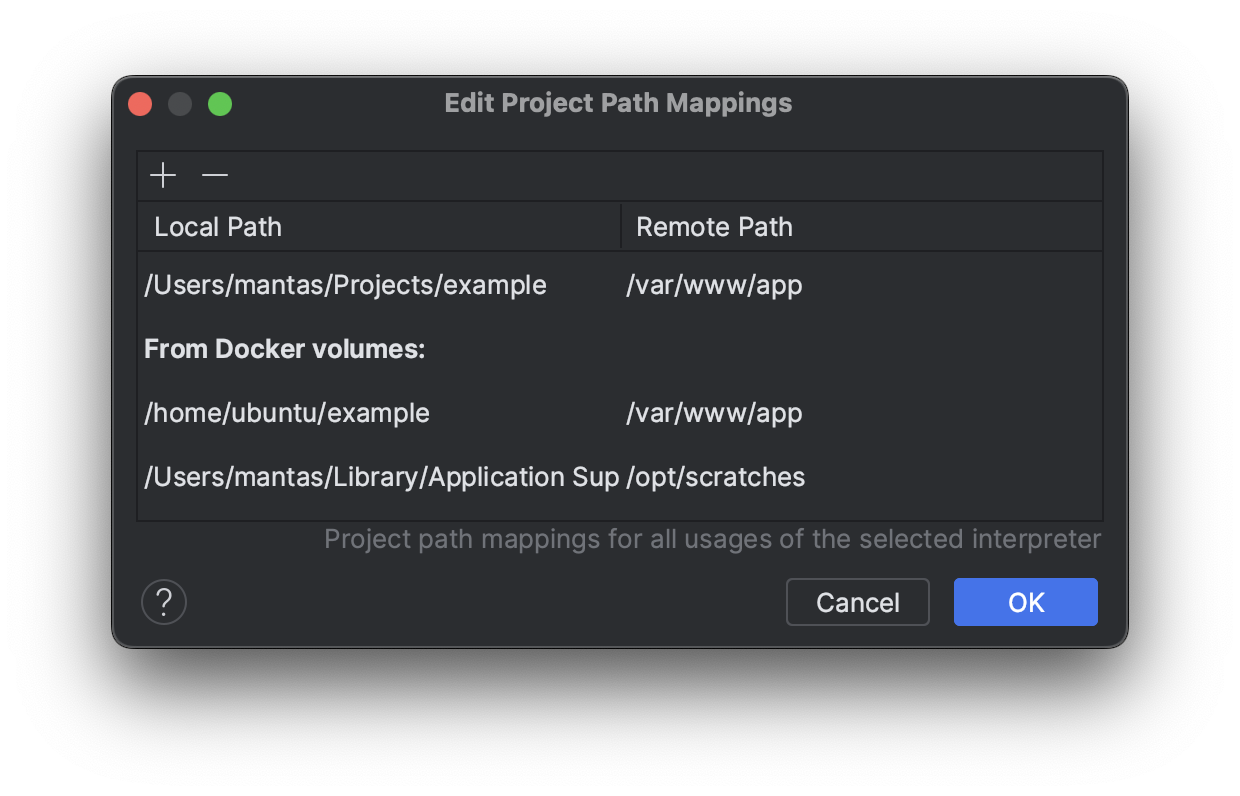 Edit Project Path Mappings
Local Path Remote Path
/Users/mantas/Projects/example /var/www/app
From Docker volumes:
/home/ubuntu/example /var/www/app
/Users/mantas/Library/Application Sup /opt/scratches
Project path mappings for all usages of the selected interpreter
? Cancel OK